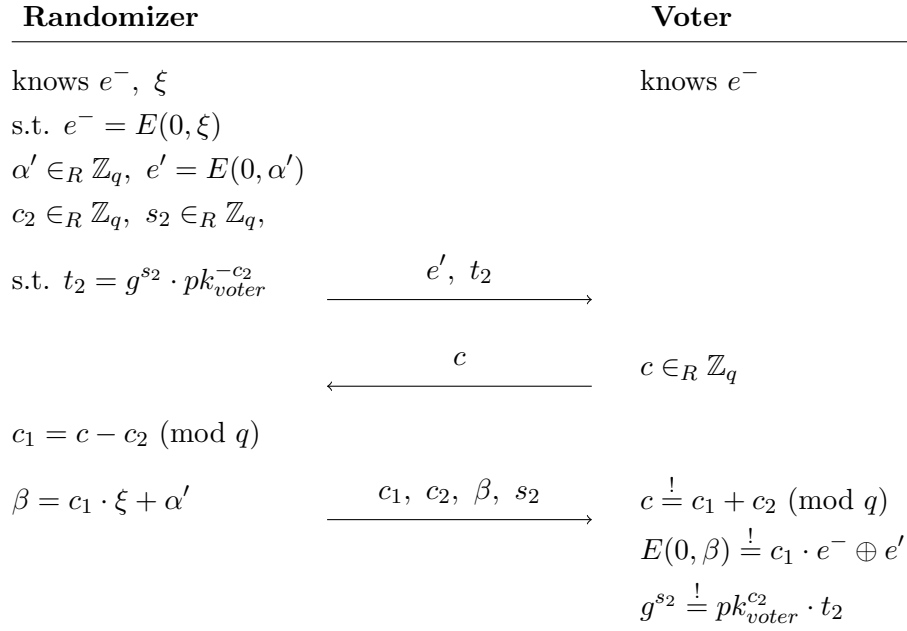 Randomizer Voter
knows e⁻, ξ knows e⁻
s.t. e⁻ = E(0, ξ)
α′ ∈_R ℤ_q, e′ = E(0, α′)
c₂ ∈_R ℤ_q, s₂ ∈_R ℤ_q,
s.t. t₂ = g^{s₂} · pk_{voter}^{−c₂} e′, t₂
c c ∈_R ℤ_q
c₁ = c − c₂ (mod q)
β = c₁ · ξ + α′ c₁, c₂, β, s₂ c =^! c₁ + c₂ (mod q)
E(0, β) =^! c₁ · e⁻ ⊕ e′
g^{s₂} =^! pk_{voter}^{c₂} · t₂